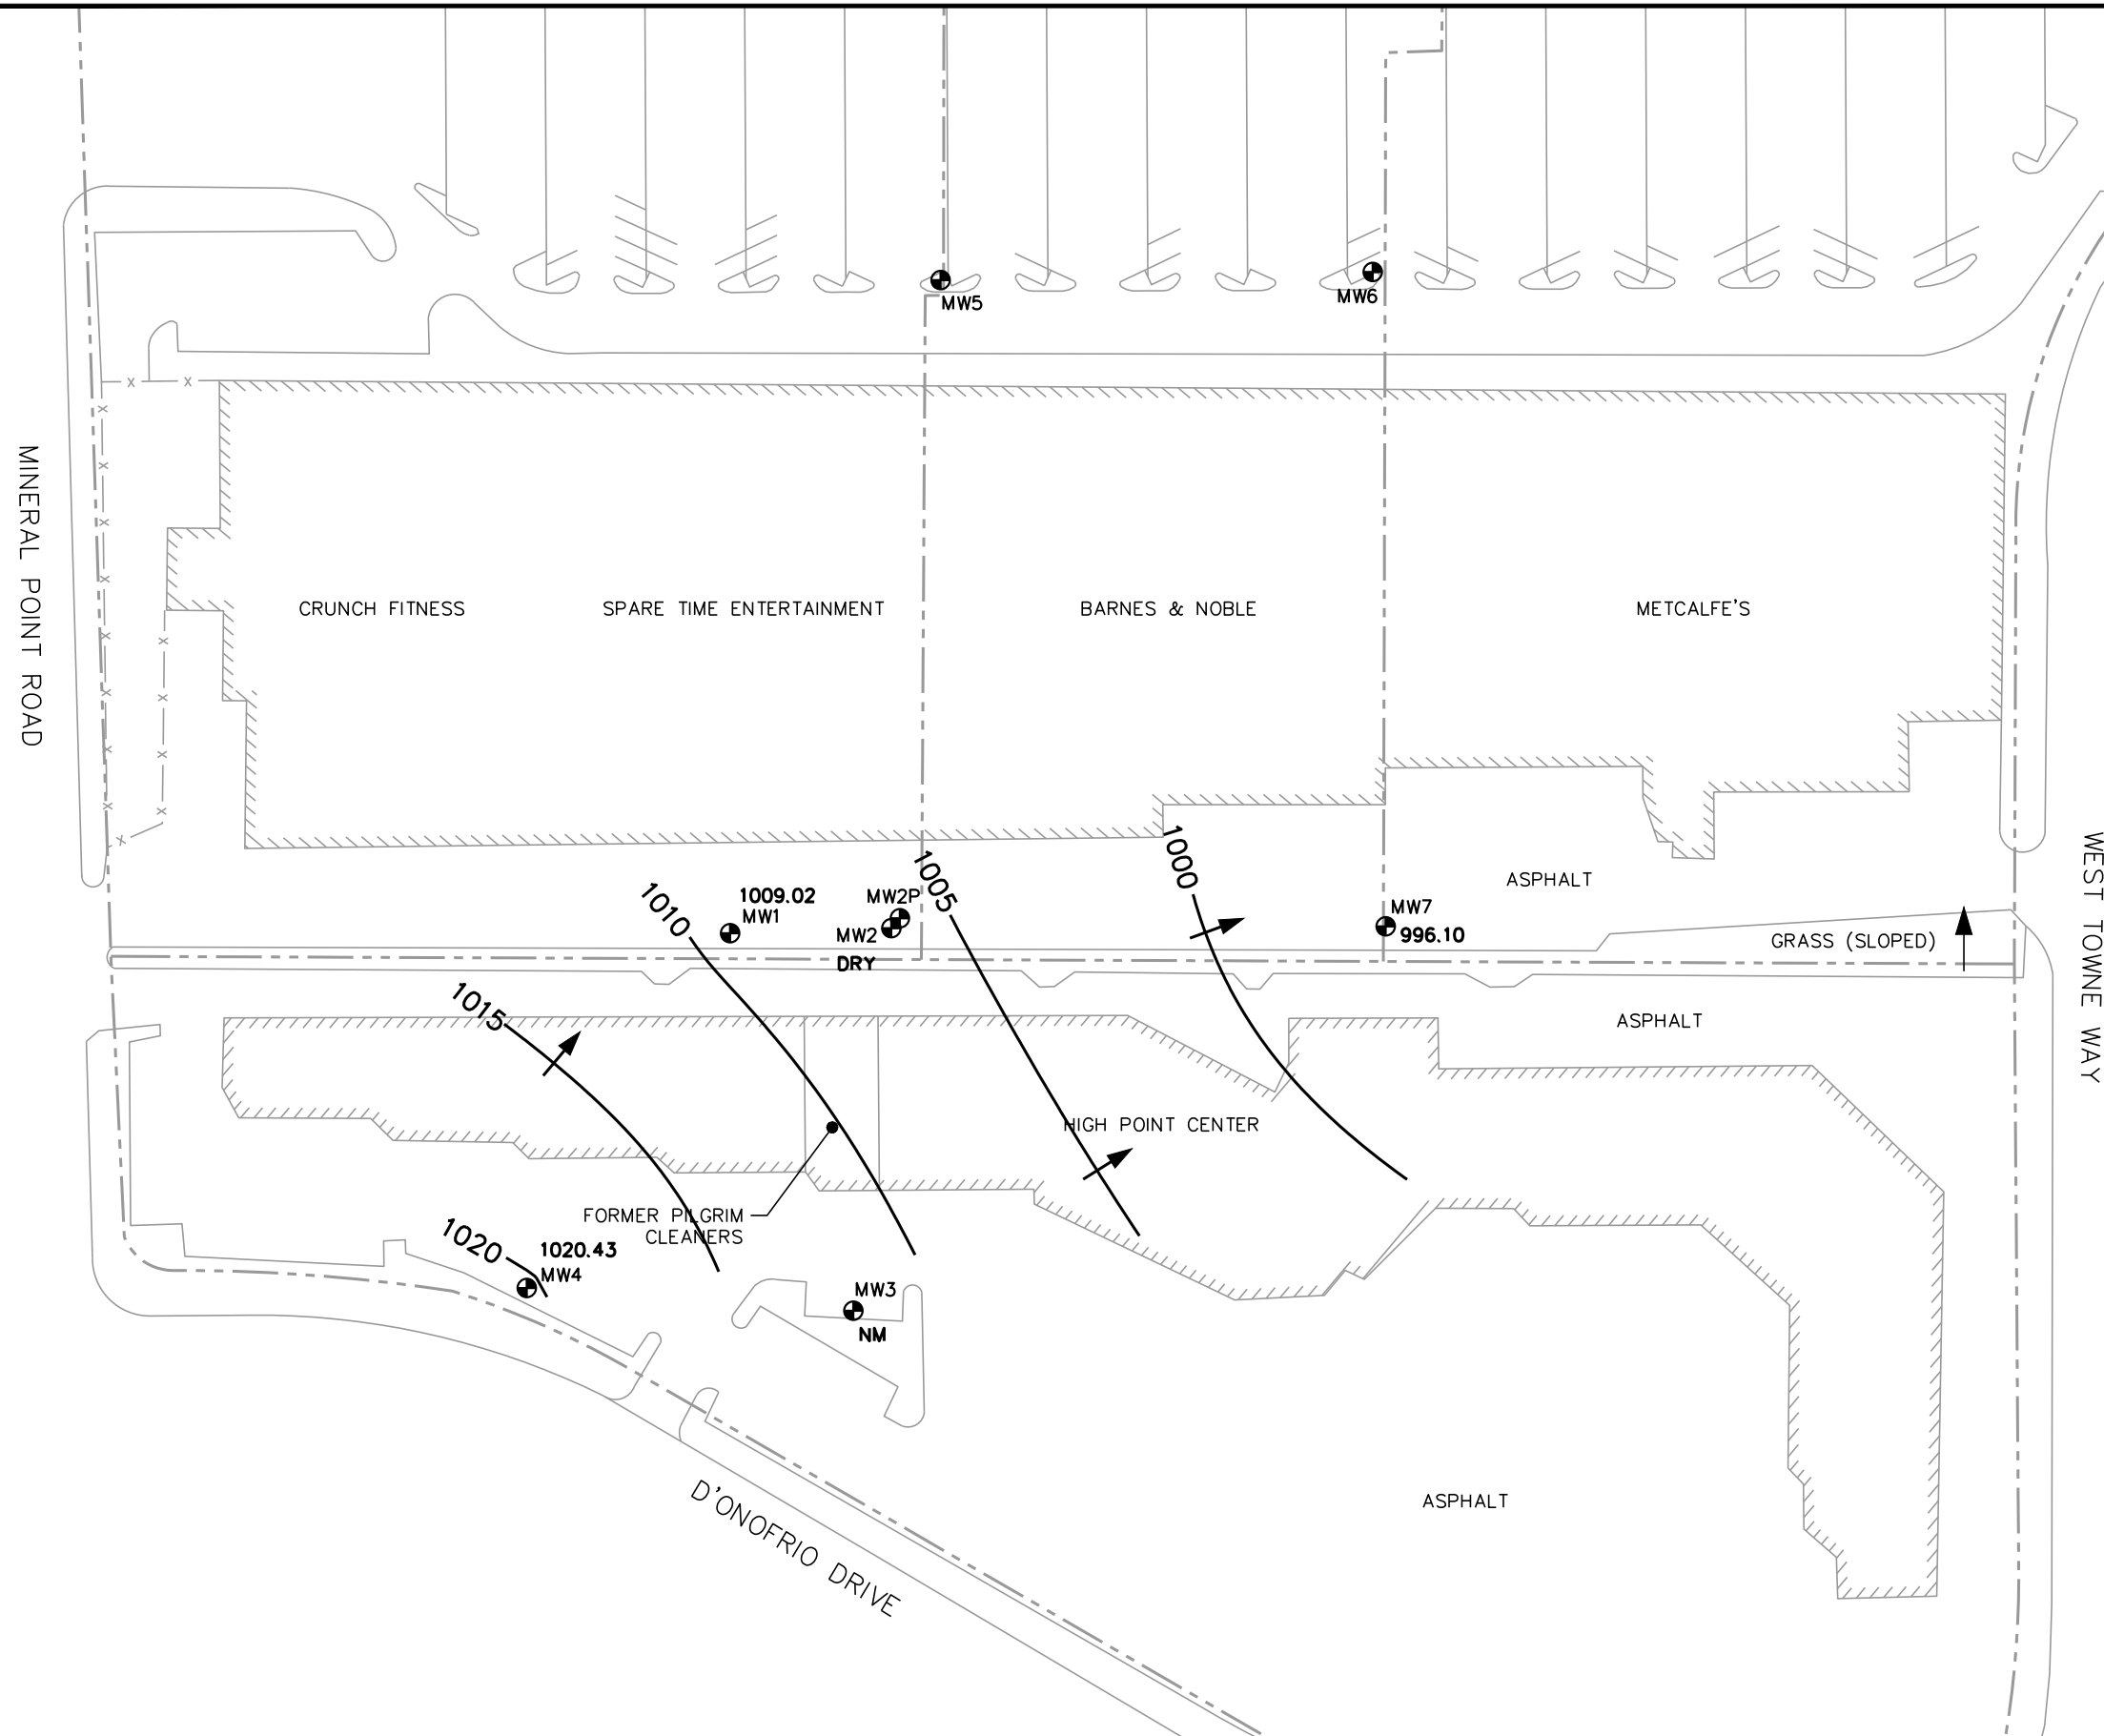 MW5
MW6
MINERAL POINT ROAD
CRUNCH FITNESS
SPARE TIME ENTERTAINMENT
BARNES & NOBLE
METCALFE'S
1000
1005
1010
1009.02
MW1
MW2P
MW2
DRY
MW7
996.10
ASPHALT
GRASS (SLOPED)
WEST TOWNE WAY
1015
ASPHALT
HIGH POINT CENTER
FORMER PILGRIM
CLEANERS
1020
1020.43
MW4
MW3
NM
D'ONOFRIO DRIVE
ASPHALT